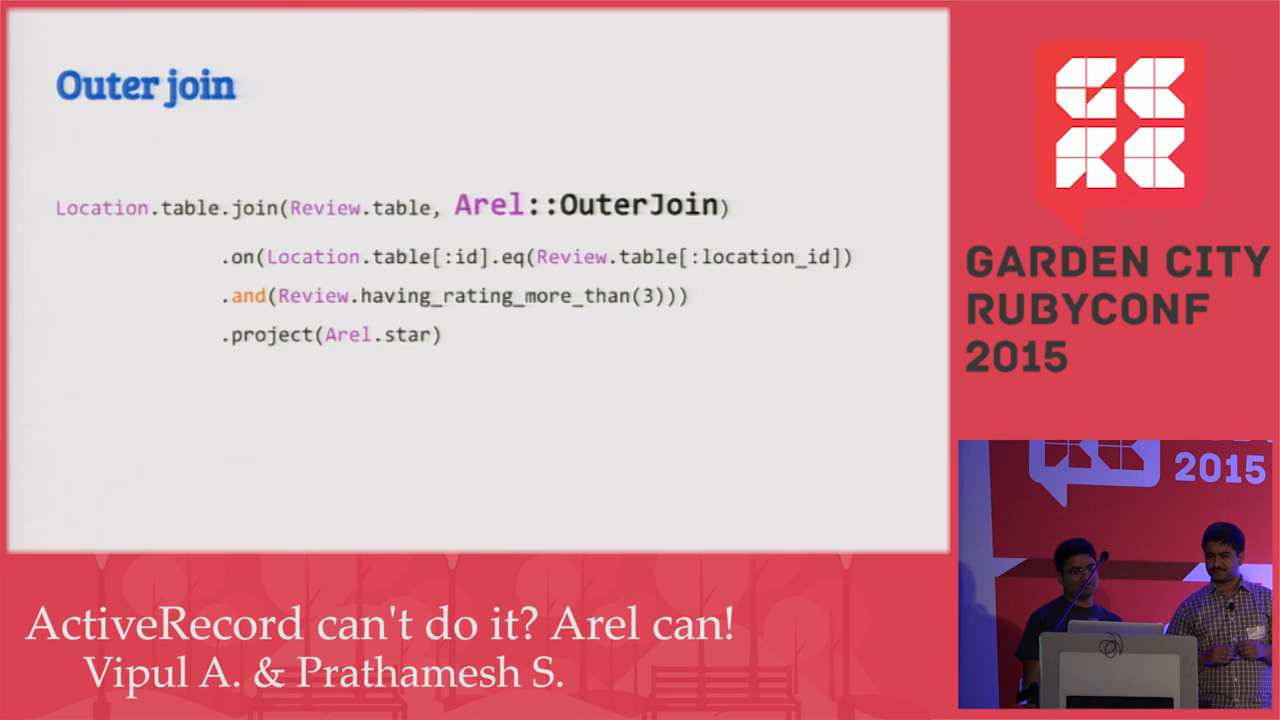 Outer join
Location.table.join(Review.table, Arel::OuterJoin)
.on(Location.table[:id].eq(Review.table[:location_id])
.and(Review.having_rating_more_than(3)))
.project(Arel.star)
GARDEN CITY
RUBYCONF
2015
2015
ActiveRecord can't do it? Arel can!
Vipul A. & Prathamesh S.